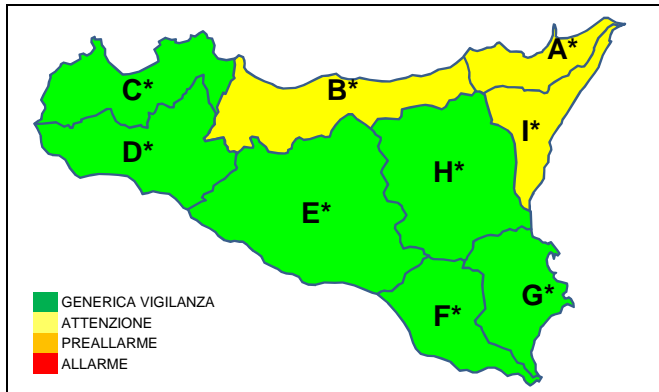 A*
B*
C*
I*
D*
H*
E*
G*
F*
GENERICA VIGILANZA
ATTENZIONE
PREALLARME
ALLARME